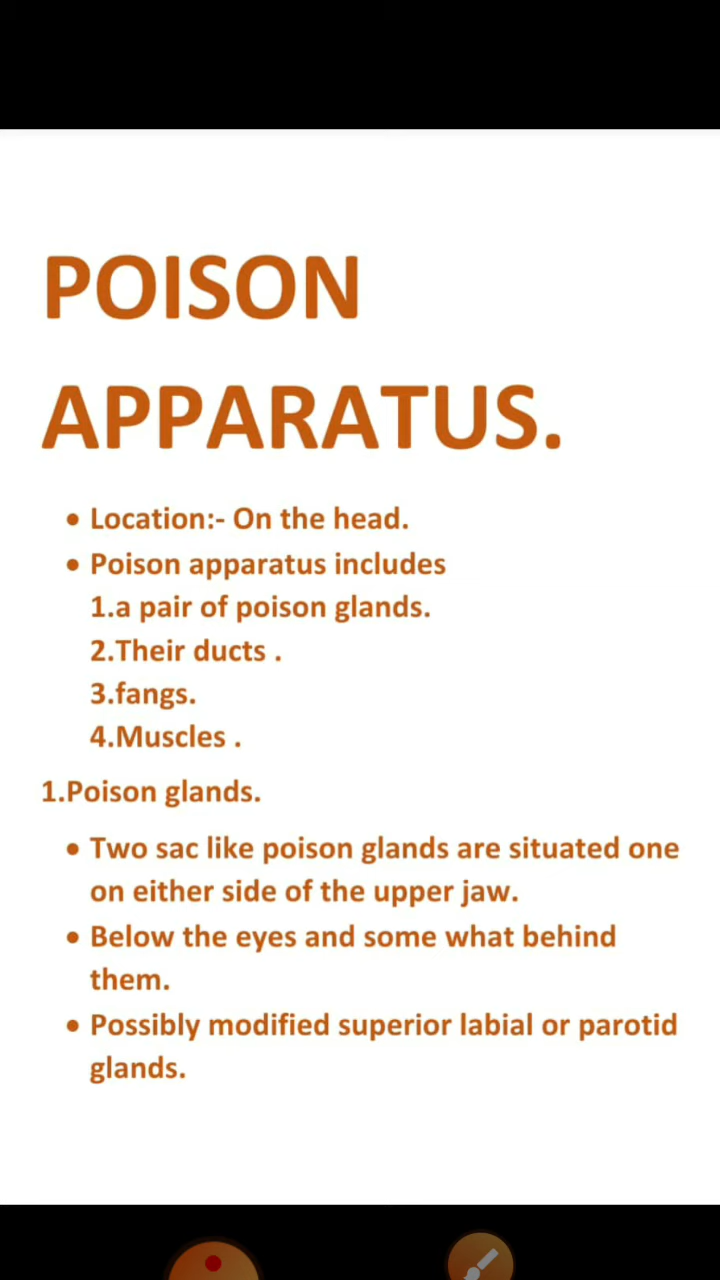 POISON
APPARATUS.
• Location:- On the head.
• Poison apparatus includes
1.a pair of poison glands.
2.Their ducts .
3.fangs.
4.Muscles .
1.Poison glands.
• Two sac like poison glands are situated one
on either side of the upper jaw.
• Below the eyes and some what behind
them.
• Possibly modified superior labial or parotid
glands.